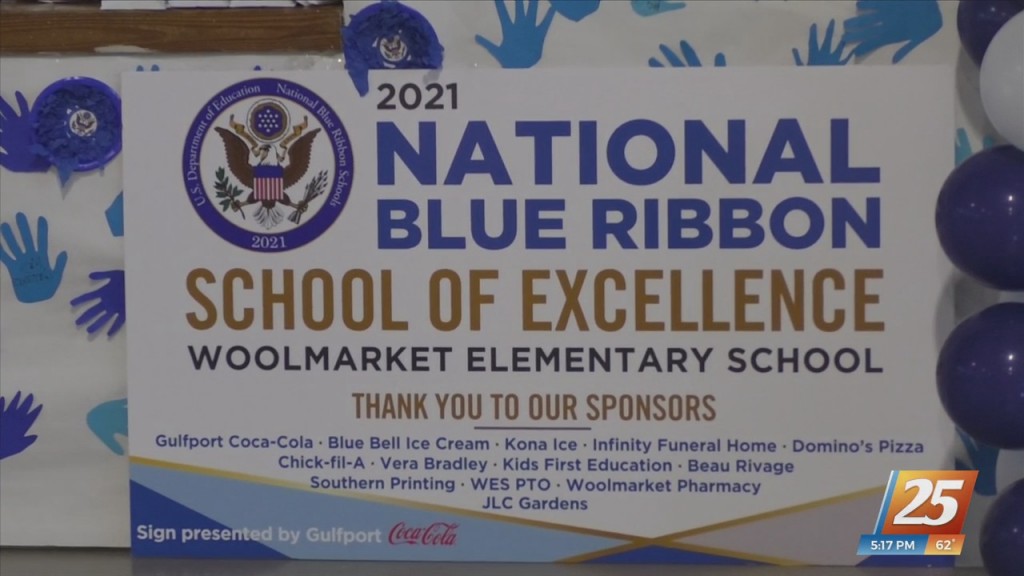 2021
NATIONAL
BLUE RIBBON
U.S. Department of Education National Blue Ribbon Schools
2021
SCHOOL OF EXCELLENCE
WOOLMARKET ELEMENTARY SCHOOL
THANK YOU TO OUR SPONSORS
Gulfport Coca-Cola · Blue Bell Ice Cream · Kona Ice · Infinity Funeral Home · Domino's Pizza
Chick-fil-A · Vera Bradley · Kids First Education · Beau Rivage
Southern Printing · WES PTO · Woolmarket Pharmacy
JLC Gardens
Sign presented by Gulfport Coca-Cola
25
5:17 PM 62°